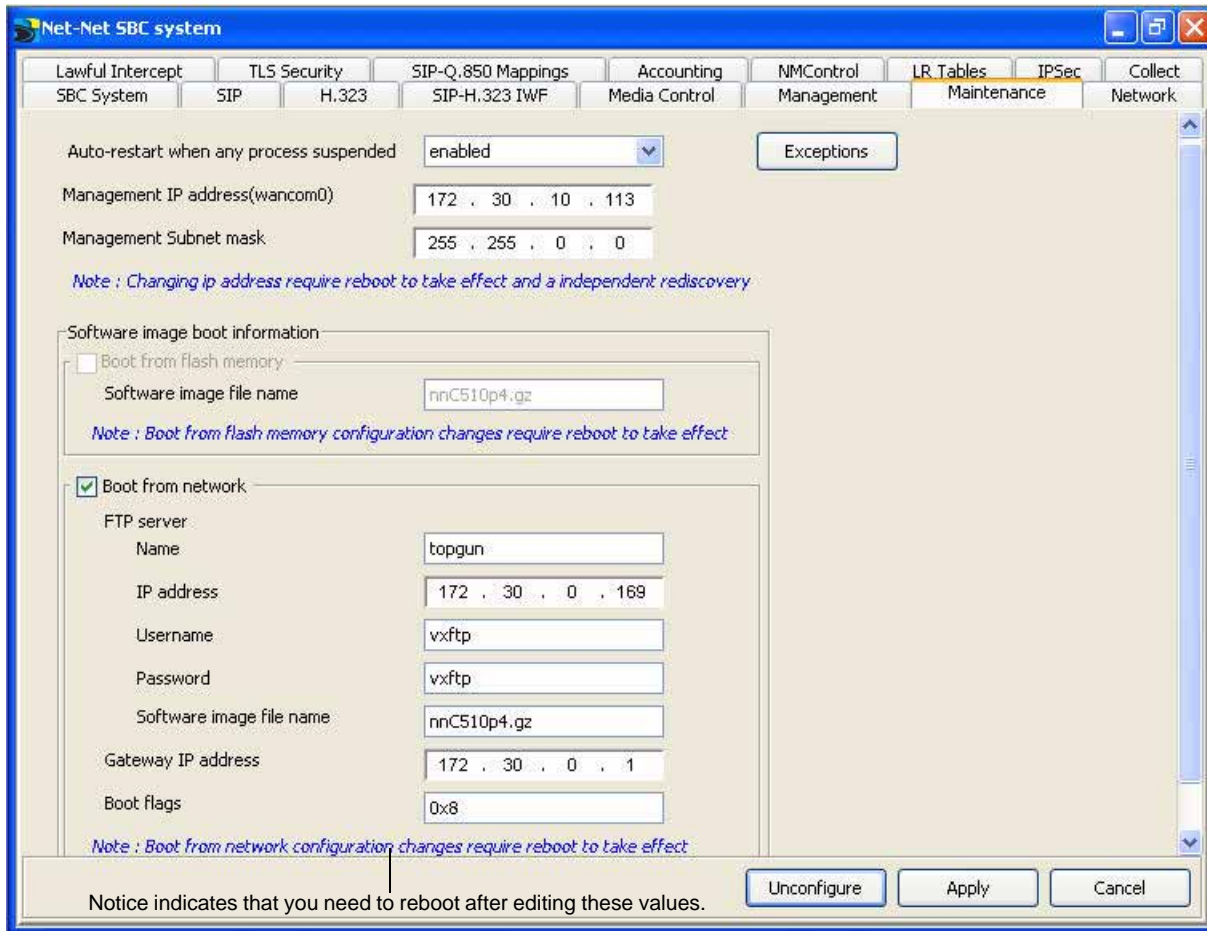 Net-Net SBC system
Lawful Intercept TLS Security SIP-Q.850 Mappings Accounting NMControl LR Tables IPSec Collect
SBC System SIP H.323 SIP-H.323 IWF Media Control Management Maintenance Network
Auto-restart when any process suspended enabled Exceptions
Management IP address(wancom0) 172 . 30 . 10 . 113
Management Subnet mask 255 . 255 . 0 . 0
Note : Changing ip address require reboot to take effect and a independent rediscovery
Software image boot information
Boot from flash memory
Software image file name nnC510p4.gz
Note : Boot from flash memory configuration changes require reboot to take effect
Boot from network
FTP server
Name topgun
IP address 172 . 30 . 0 . 169
Username vxftp
Password vxftp
Software image file name nnC510p4.gz
Gateway IP address 172 . 30 . 0 . 1
Boot flags 0x8
Note : Boot from network configuration changes require reboot to take effect
Unconfigure Apply Cancel
Notice indicates that you need to reboot after editing these values.